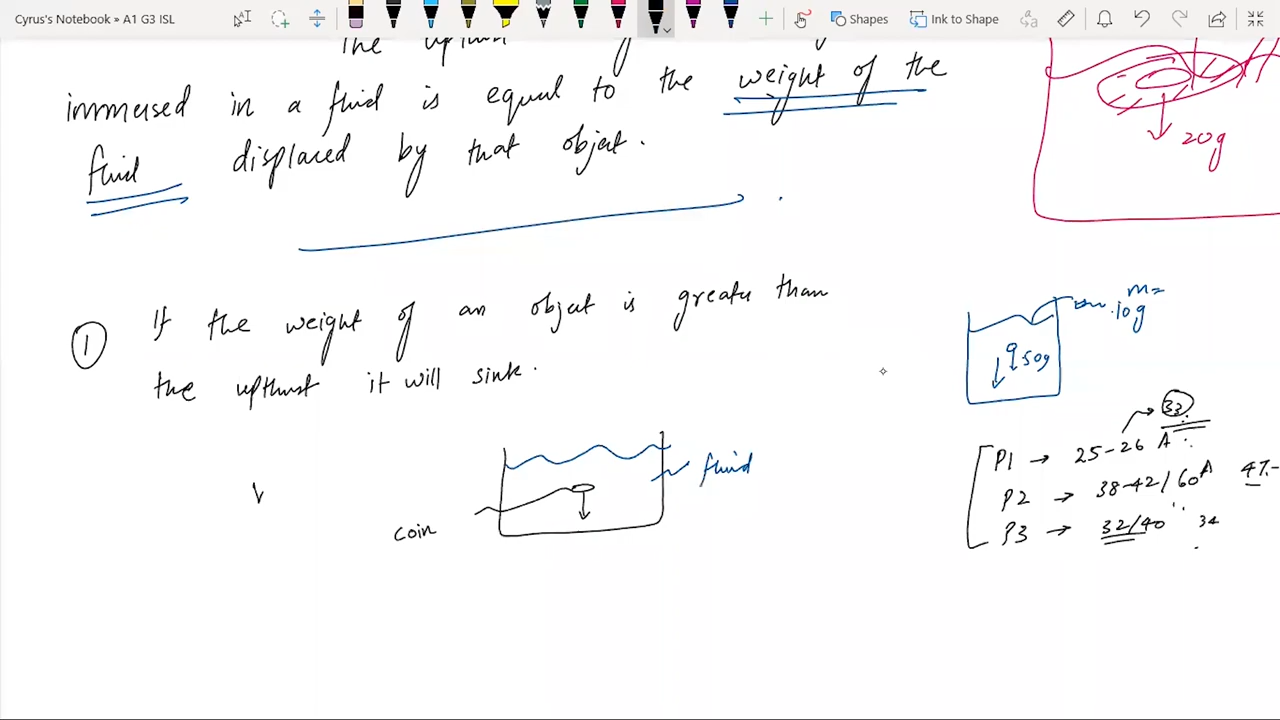 Cyrus's Notebook » A1 G3 ISL
Shapes
Ink to Shape
The
immersed in a fluid is equal to the weight of the
fluid displaced by that object.
20g
① If the weight of an object is greater than
the upthrust it will sink.
m=
10g
50g
fluid
coin
33
P1 → 25-26 A
P2 → 38-42/60 A 47
P3 → 32/40 34